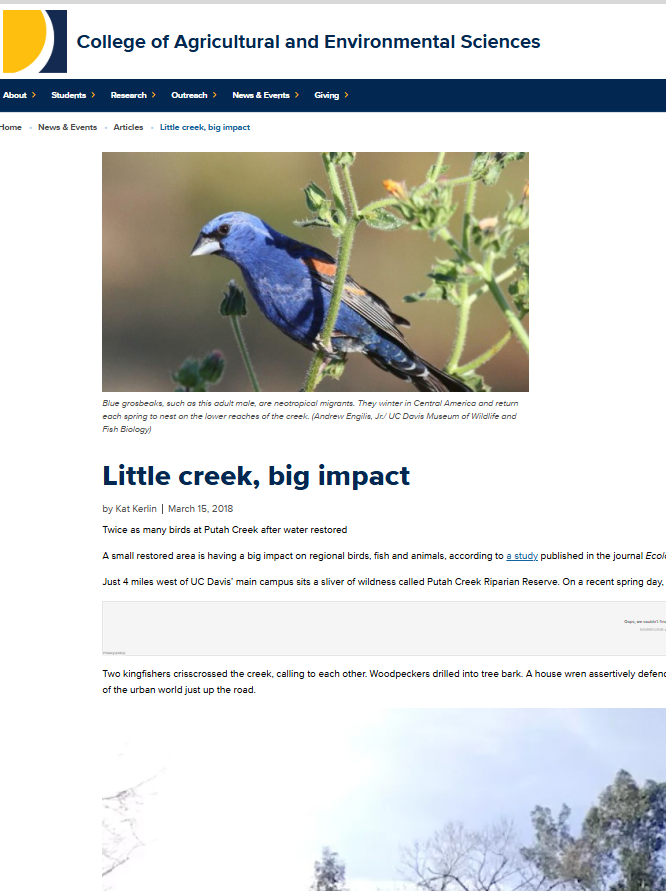 College of Agricultural and Environmental Sciences
About Students Research Outreach News & Events Giving
Home News & Events Articles Little creek, big impact
Blue grosbeaks, such as this adult male, are neotropical migrants. They winter in Central America and return
each spring to nest on the lower reaches of the creek. (Andrew Engilis, Jr./ UC Davis Museum of Wildlife and
Fish Biology)
Little creek, big impact
by Kat Kerlin | March 15, 2018
Twice as many birds at Putah Creek after water restored
A small restored area is having a big impact on regional birds, fish and animals, according to a study published in the journal
Just 4 miles west of UC Davis’ main campus sits a sliver of wildness called Putah Creek Riparian Reserve. On a recent spring day,
Oops, we couldn't
Two kingfishers crisscrossed the creek, calling to each other. Woodpeckers drilled into tree bark. A house wren assertively
of the urban world just up the road.